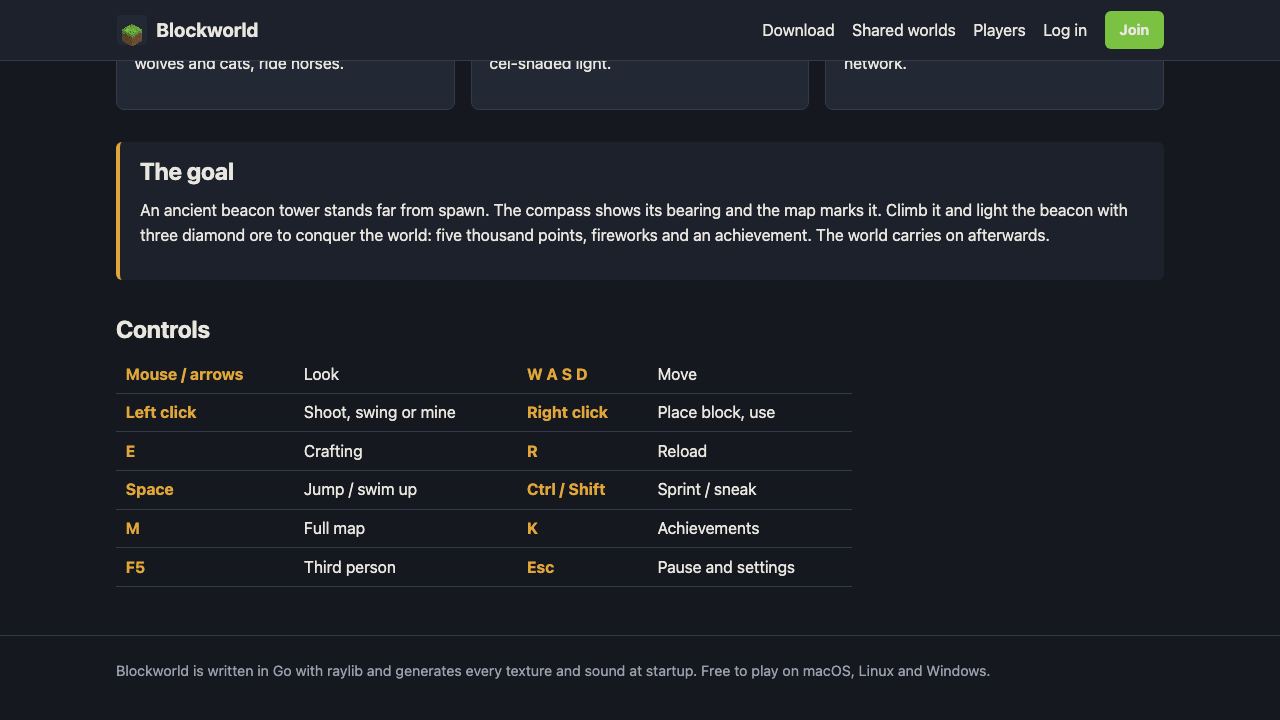 Blockworld
Download Shared worlds Players Log in Join
wolves and cats, ride horses.
cel-shaded light.
network.
The goal
An ancient beacon tower stands far from spawn. The compass shows its bearing and the map marks it. Climb it and light the beacon with
three diamond ore to conquer the world: five thousand points, fireworks and an achievement. The world carries on afterwards.
Controls
Mouse / arrows Look W A S D Move
Left click Shoot, swing or mine Right click Place block, use
E Crafting R Reload
Space Jump / swim up Ctrl / Shift Sprint / sneak
M Full map K Achievements
F5 Third person Esc Pause and settings
Blockworld is written in Go with raylib and generates every texture and sound at startup. Free to play on macOS, Linux and Windows.